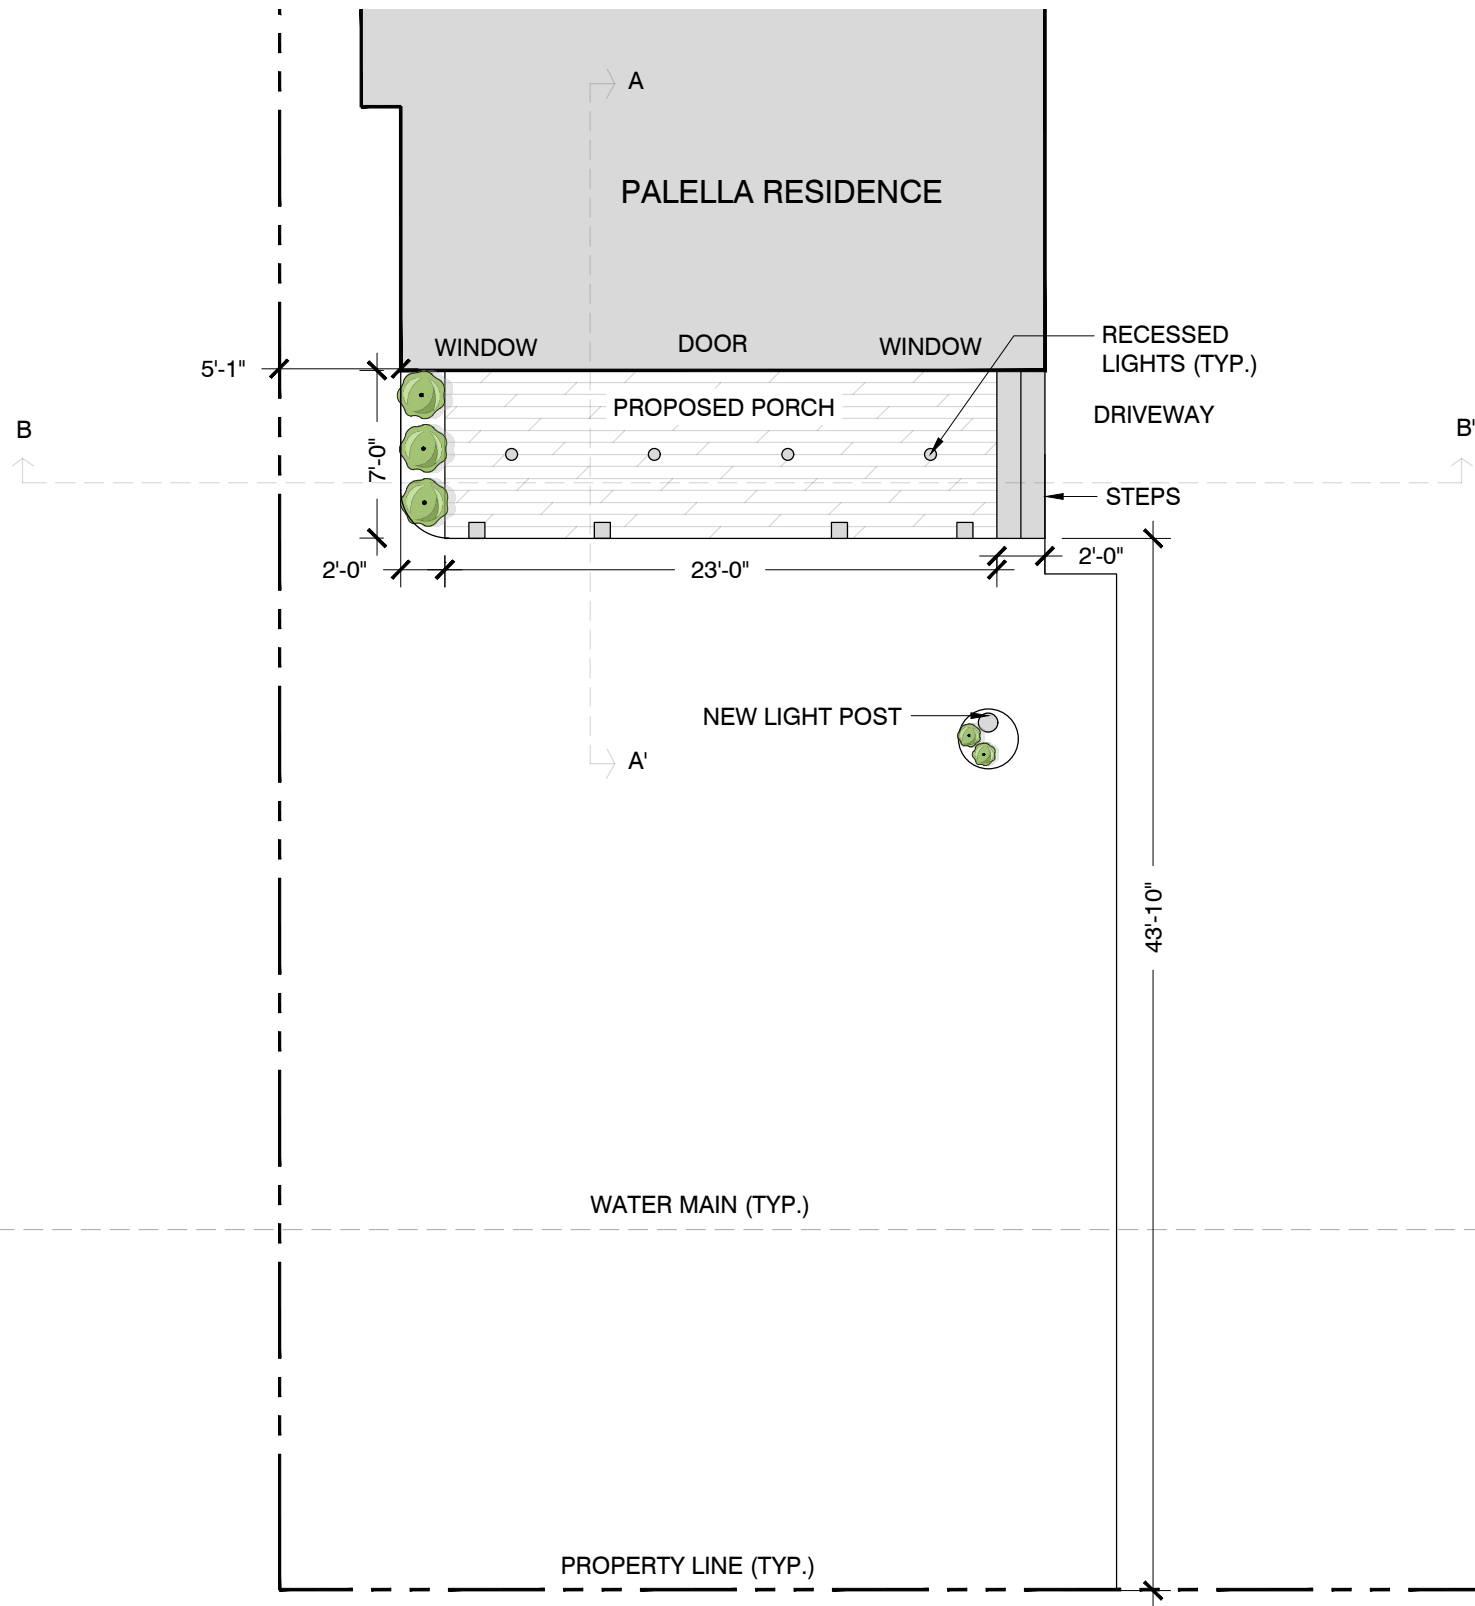 A
PALELLA RESIDENCE
WINDOW
DOOR
WINDOW
RECESSED
LIGHTS (TYP.)
5'-1"
PROPOSED PORCH
DRIVEWAY
B
B'
7'-0"
STEPS
2'-0"
23'-0"
2'-0"
NEW LIGHT POST
A'
43'-10"
WATER MAIN (TYP.)
PROPERTY LINE (TYP.)